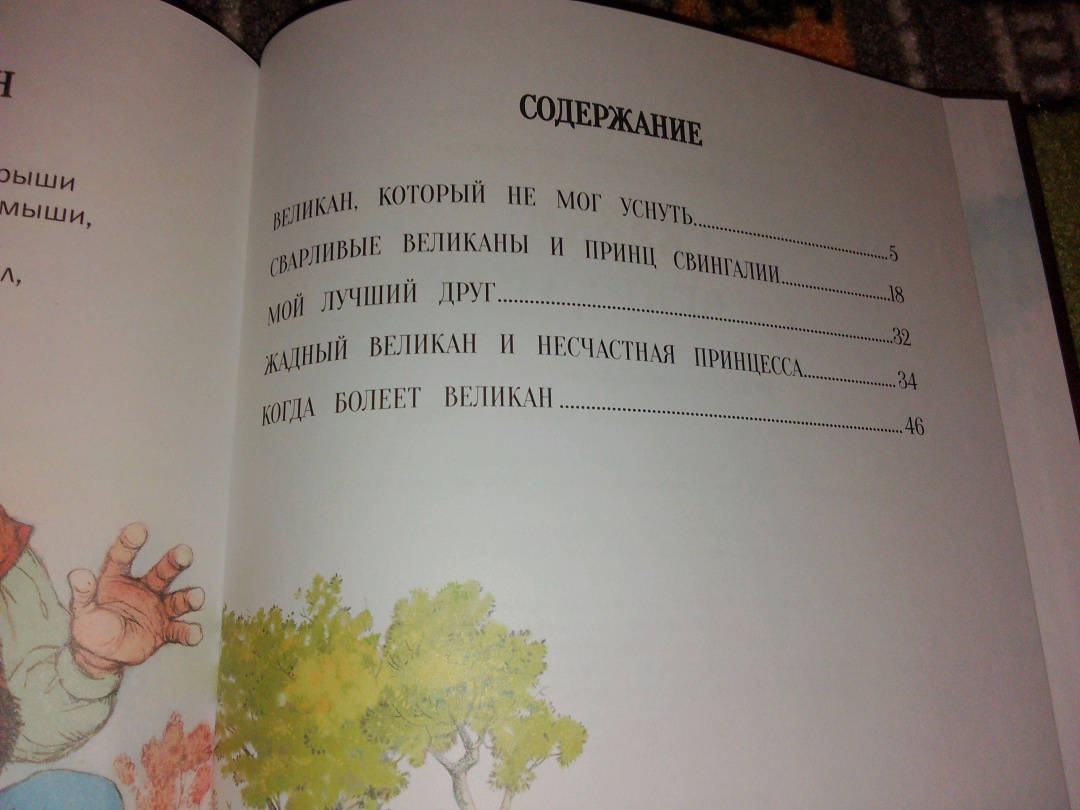 СОДЕРЖАНИЕ
ВЕЛИКАН, КОТОРЫЙ НЕ МОГ УСНУТЬ..........5
СВАРЛИВЫЕ ВЕЛИКАНЫ И ПРИНЦ СВИНГАЛИИ..........18
МОЙ ЛУЧШИЙ ДРУГ..........32
ЖАДНЫЙ ВЕЛИКАН И НЕСЧАСТНАЯ ПРИНЦЕССА..........34
КОГДА БОЛЕЕТ ВЕЛИКАН..........46